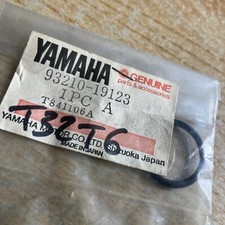 YAMAHA GENUINE
parts & accessories
93210-19123
1PC A
T841106A
T32T6
YAMAHA MOTOR CO., LTD. Shizuoka Japan
MADE IN JAPAN